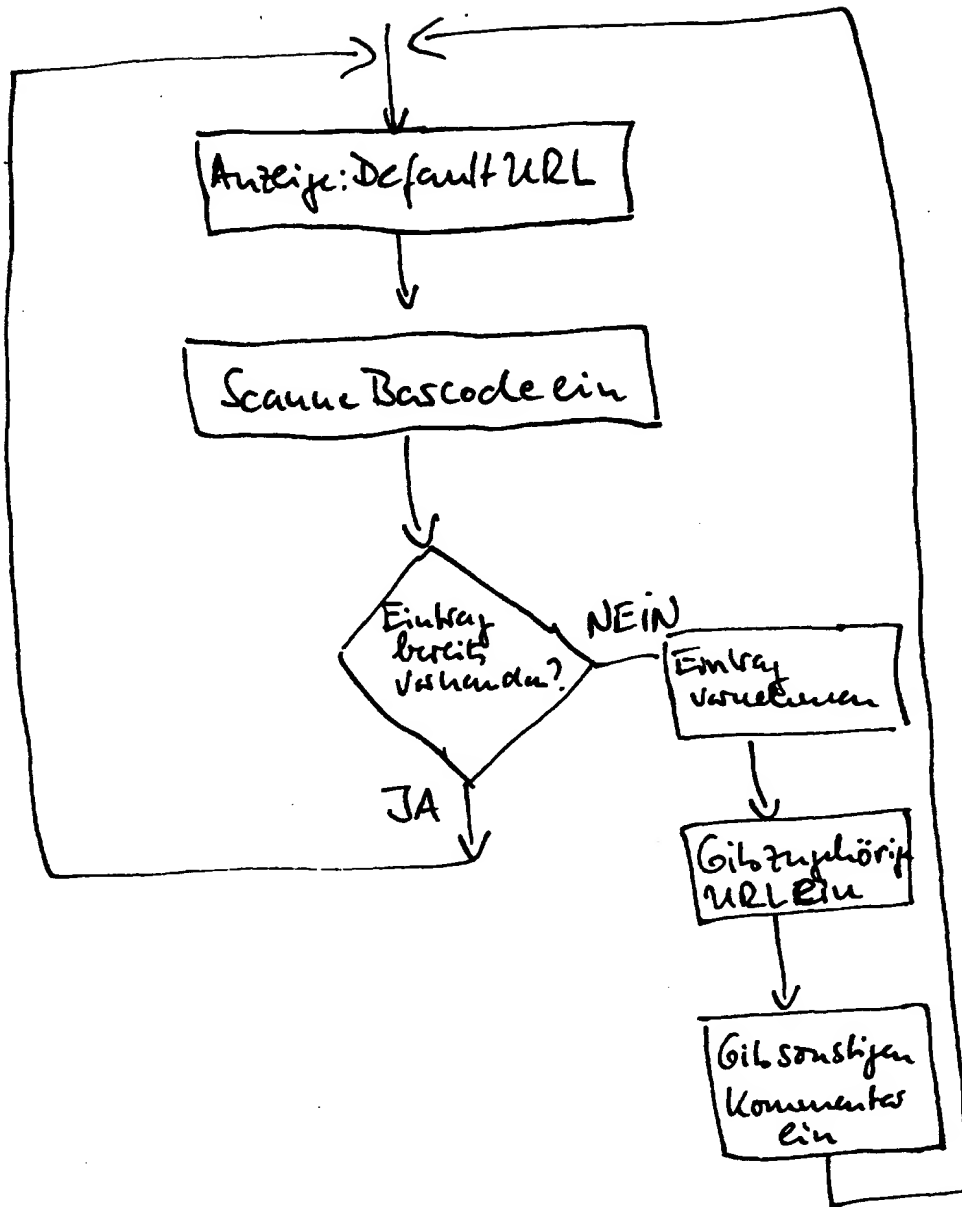 Anzeige: Default URL
Scanne Barcode ein
Eintrag
bereits
vorhanden?
NEIN
JA
Eintrag
vornehmen
Gib zugehörige
URL ein
Gib sonstigen
Kommentar
ein